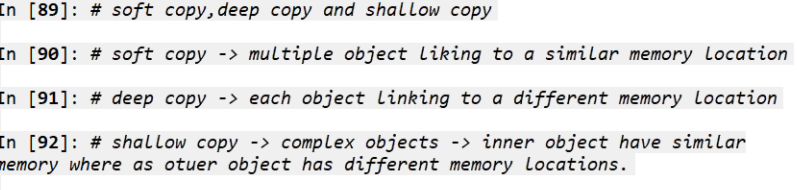 In [89]: # soft copy,deep copy and shallow copy
In [90]: # soft copy -> multiple object liking to a similar memory location
In [91]: # deep copy -> each object linking to a different memory location
In [92]: # shallow copy -> complex objects -> inner object have similar
memory where as otuer object has different memory locations.